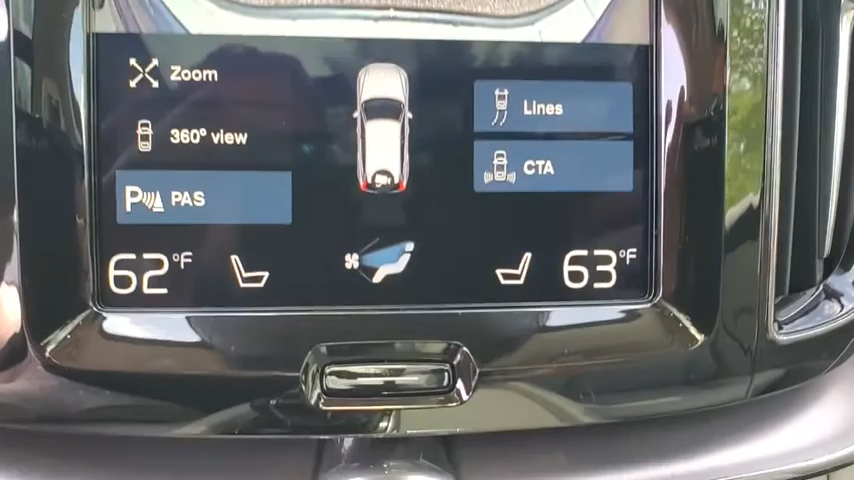 Zoom
360° view
P PAS
Lines
CTA
62°F
63°F